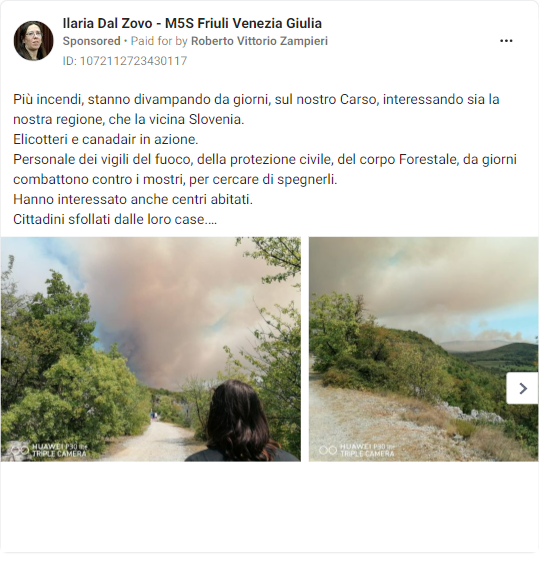 Ilaria Dal Zovo - M5S Friuli Venezia Giulia
Sponsored • Paid for by Roberto Vittorio Zampieri
ID: 1072112723430117
Più incendi, stanno divampando da giorni, sul nostro Carso, interessando sia la
nostra regione, che la vicina Slovenia.
Elicotteri e canadair in azione.
Personale dei vigili del fuoco, della protezione civile, del corpo Forestale, da giorni
combattono contro i mostri, per cercare di spegnerli.
Hanno interessato anche centri abitati.
Cittadini sfollati dalle loro case....
HUAWEI P30 lite
TRIPLE CAMERA
HUAWEI P30 lite
TRIPLE CAMERA